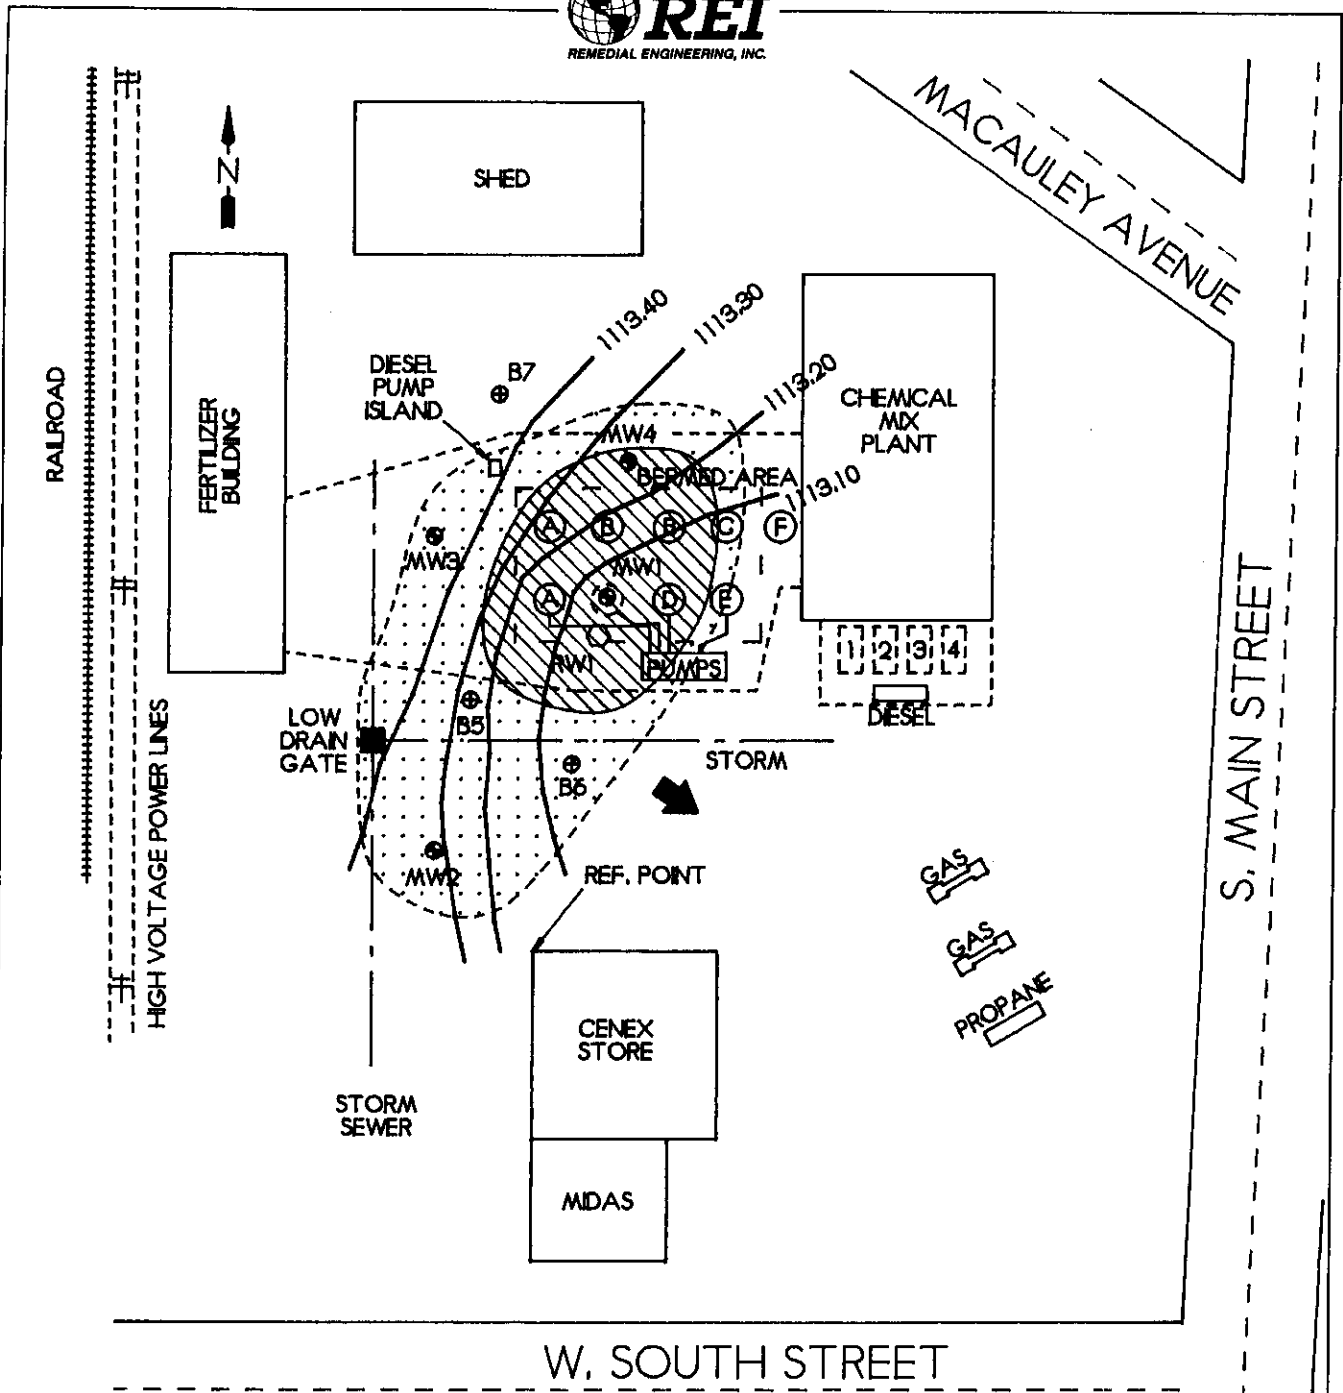 REI
REMEDIAL ENGINEERING, INC.
MACAULEY AVENUE
N
SHED
RAILROAD
FERTILIZER
BUILDING
HIGH VOLTAGE POWER LINES
DIESEL
PUMP
ISLAND
B7
1113.40
1113.30
1113.20
1113.10
CHEMICAL
MIX
PLANT
MW4
BERMED AREA
A
B
B
C
F
MW3
MW1
A
D
E
RW1
PUMPS
1
2
3
4
DIESEL
B5
LOW
DRAIN
GATE
STORM
B6
MW2
REF. POINT
GAS
GAS
PROPANE
S. MAIN STREET
CENEX
STORE
STORM
SEWER
MIDAS
W. SOUTH STREET